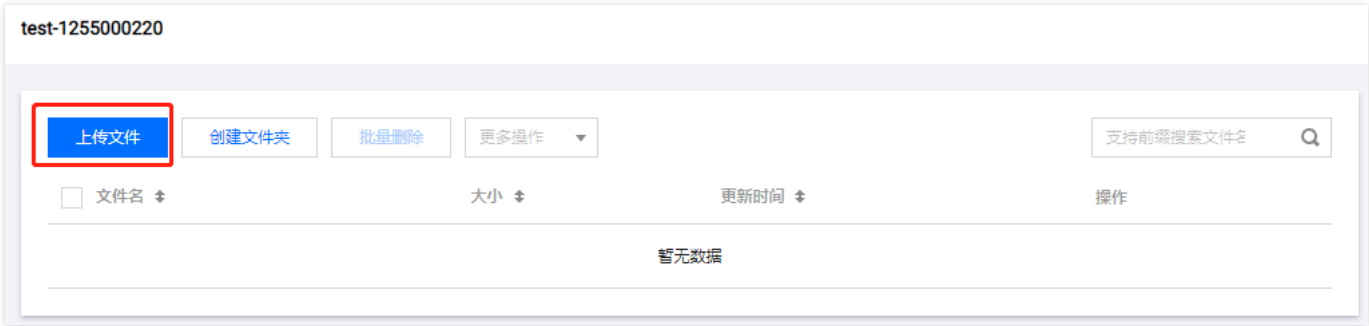 test-1255000220
上传文件 创建文件夹 批量删除 更多操作 支持前缀搜索文件名
文件名 大小 更新时间 操作
暂无数据